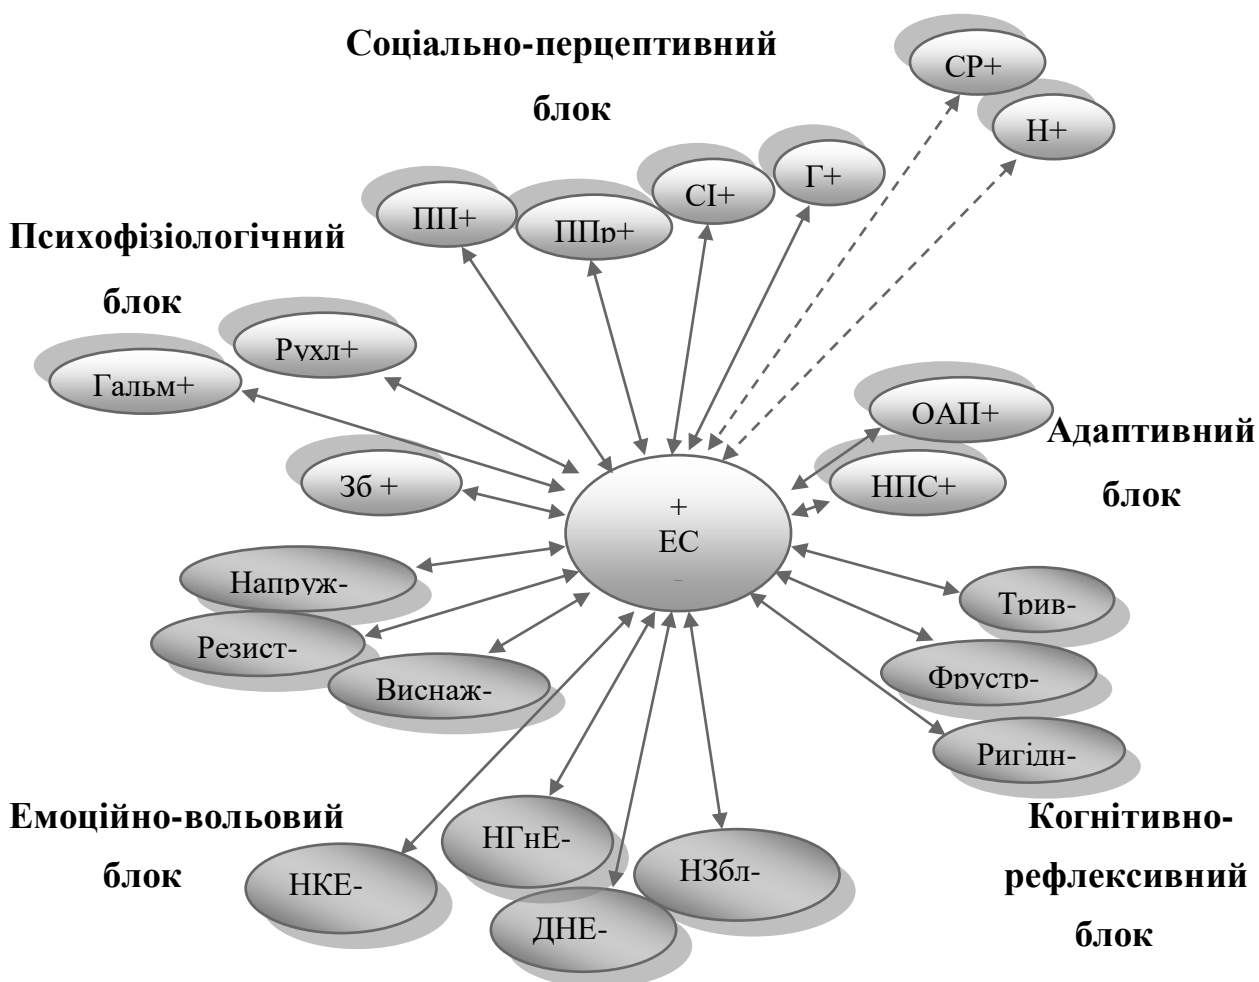 Соціально-перцептивний
блок
СР+
Н+
Г+
СІ+
ПП+
ППр+
Психофізіологічний
блок
Рухл+
Гальм+
Зб +
ОАП+
НПС+
Адаптивний
блок
+
ЕС
-
Напруж-
Резист-
Виснаж-
Трив-
Фрустр-
Ригідн-
Емоційно-вольовий
блок
НКЕ-
НГнЕ-
ДНЕ-
НЗбл-
Когнітивно-
рефлексивний
блок